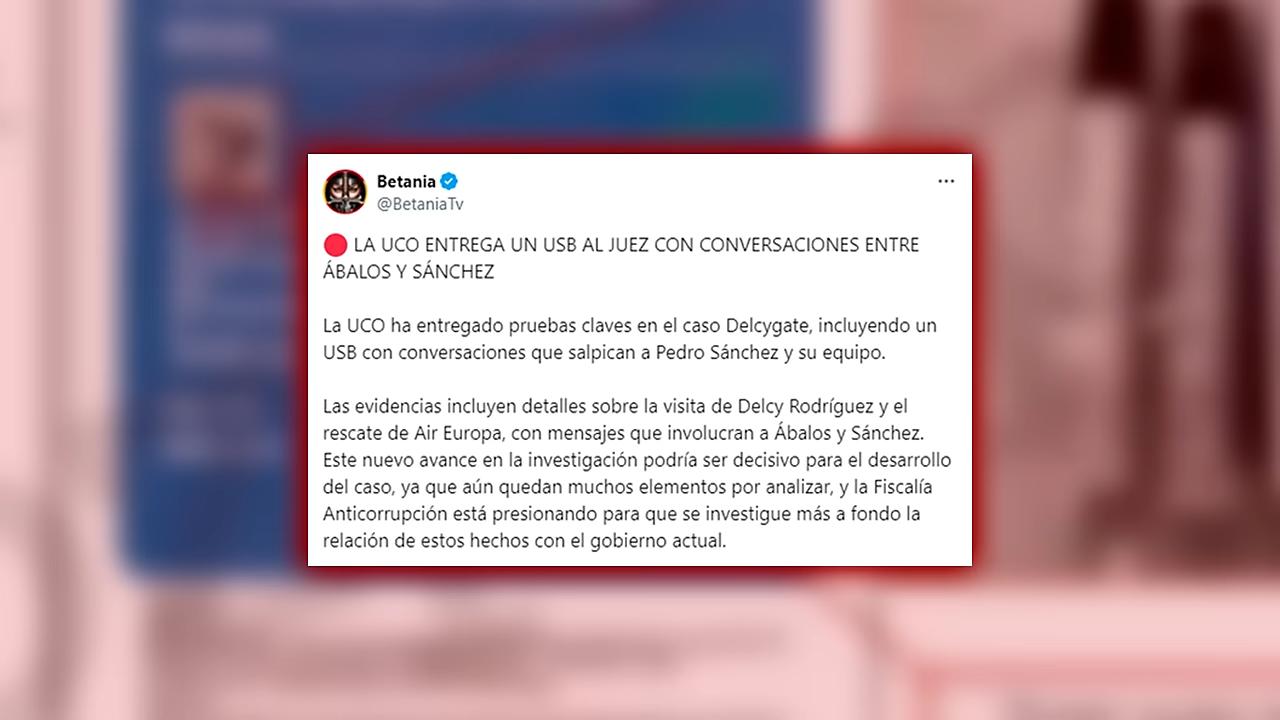 Betania
@BetaniaTv
🔴 LA UCO ENTREGA UN USB AL JUEZ CON CONVERSACIONES ENTRE
ÁBALOS Y SÁNCHEZ
La UCO ha entregado pruebas claves en el caso Delcygate, incluyendo un
USB con conversaciones que salpican a Pedro Sánchez y su equipo.
Las evidencias incluyen detalles sobre la visita de Delcy Rodríguez y el
rescate de Air Europa, con mensajes que involucran a Ábalos y Sánchez.
Este nuevo avance en la investigación podría ser decisivo para el desarrollo
del caso, ya que aún quedan muchos elementos por analizar, y la Fiscalía
Anticorrupción está presionando para que se investigue más a fondo la
relación de estos hechos con el gobierno actual.